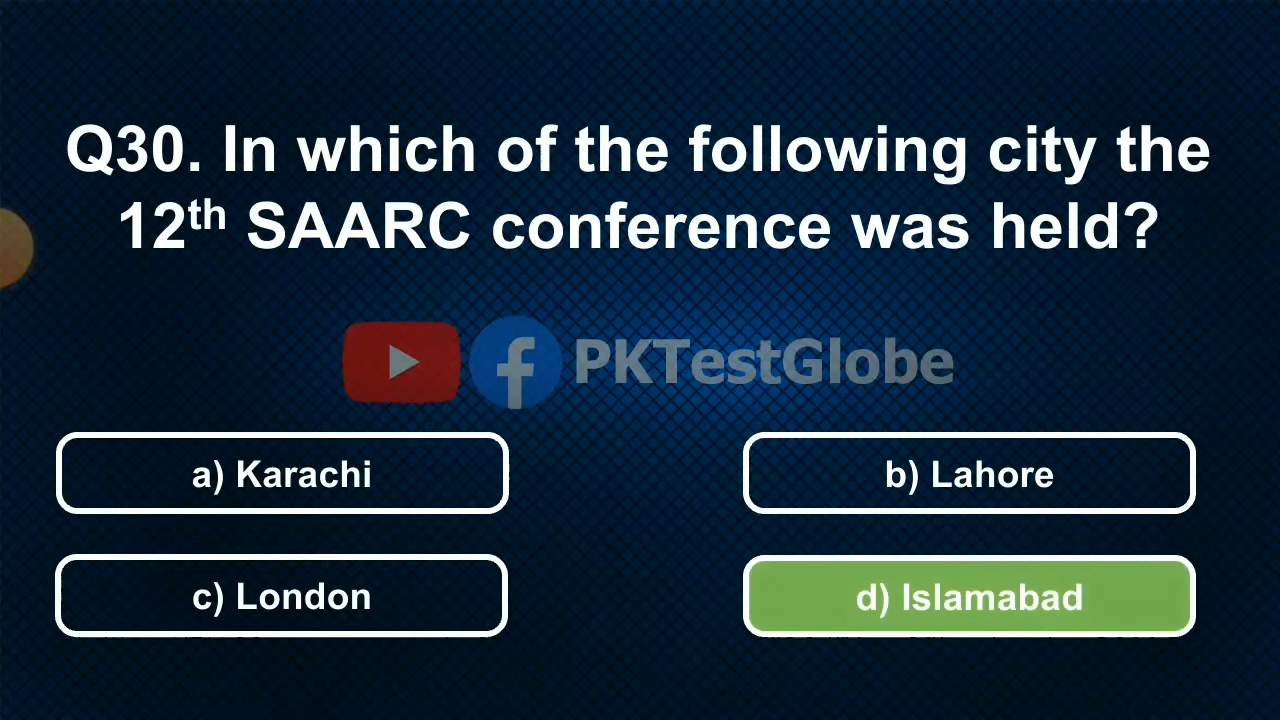 Q30. In which of the following city the
12th SAARC conference was held?
PKTestGlobe
a) Karachi
b) Lahore
c) London
d) Islamabad